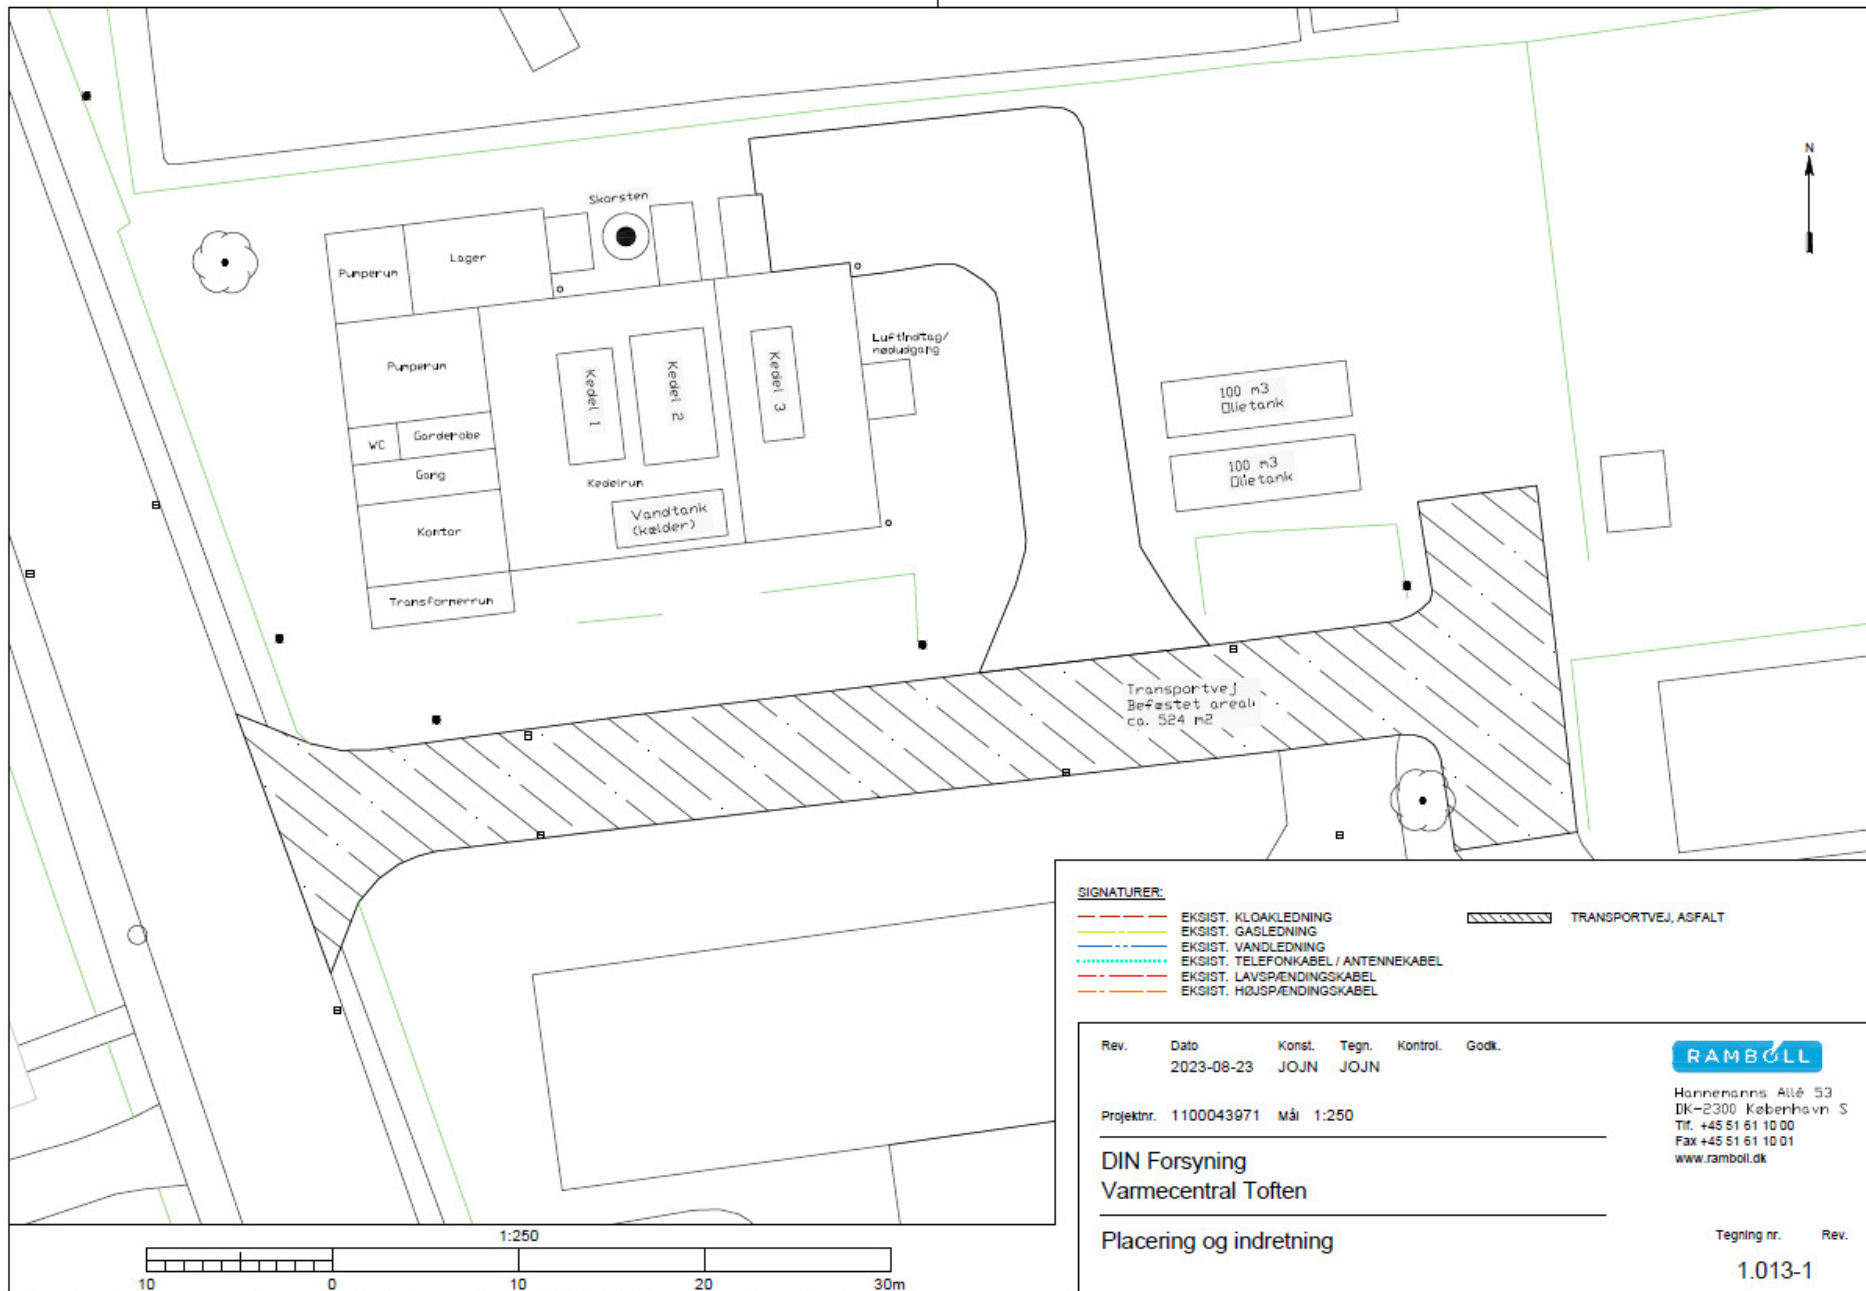 N
Skorsten
Pumperum
Lager
Luftindtag/
nødudgang
Pumperum
Kedel 1
Kedel 2
Kedel 3
100 m3
Olietank
WC
Garderobe
Gang
Kedelrum
100 m3
Olietank
Vandtank
(kælder)
Kontor
Transformerrum
Transportvej
Befæstet areal:
ca. 524 m2
SIGNATURER:
EKSIST. KLOAKLEDNING
EKSIST. GASLEDNING
EKSIST. VANDLEDNING
EKSIST. TELEFONKABEL / ANTENNEKABEL
EKSIST. LAVSPÆNDINGSKABEL
EKSIST. HØJSPÆNDINGSKABEL
TRANSPORTVEJ, ASFALT
Rev. Dato Konst. Tegn. Kontrol. Godk.
2023-08-23 JOJN JOJN
Projektnr. 1100043971 Mål 1:250
DIN Forsyning
Varmecentral Toften
Placering og indretning
RAMBOLL
Hannemanns Allé 53
DK-2300 København S
Tlf. +45 51 61 10 00
Fax +45 51 61 10 01
www.ramboll.dk
Tegning nr. Rev.
1.013-1
1:250
10 0 10 20 30m